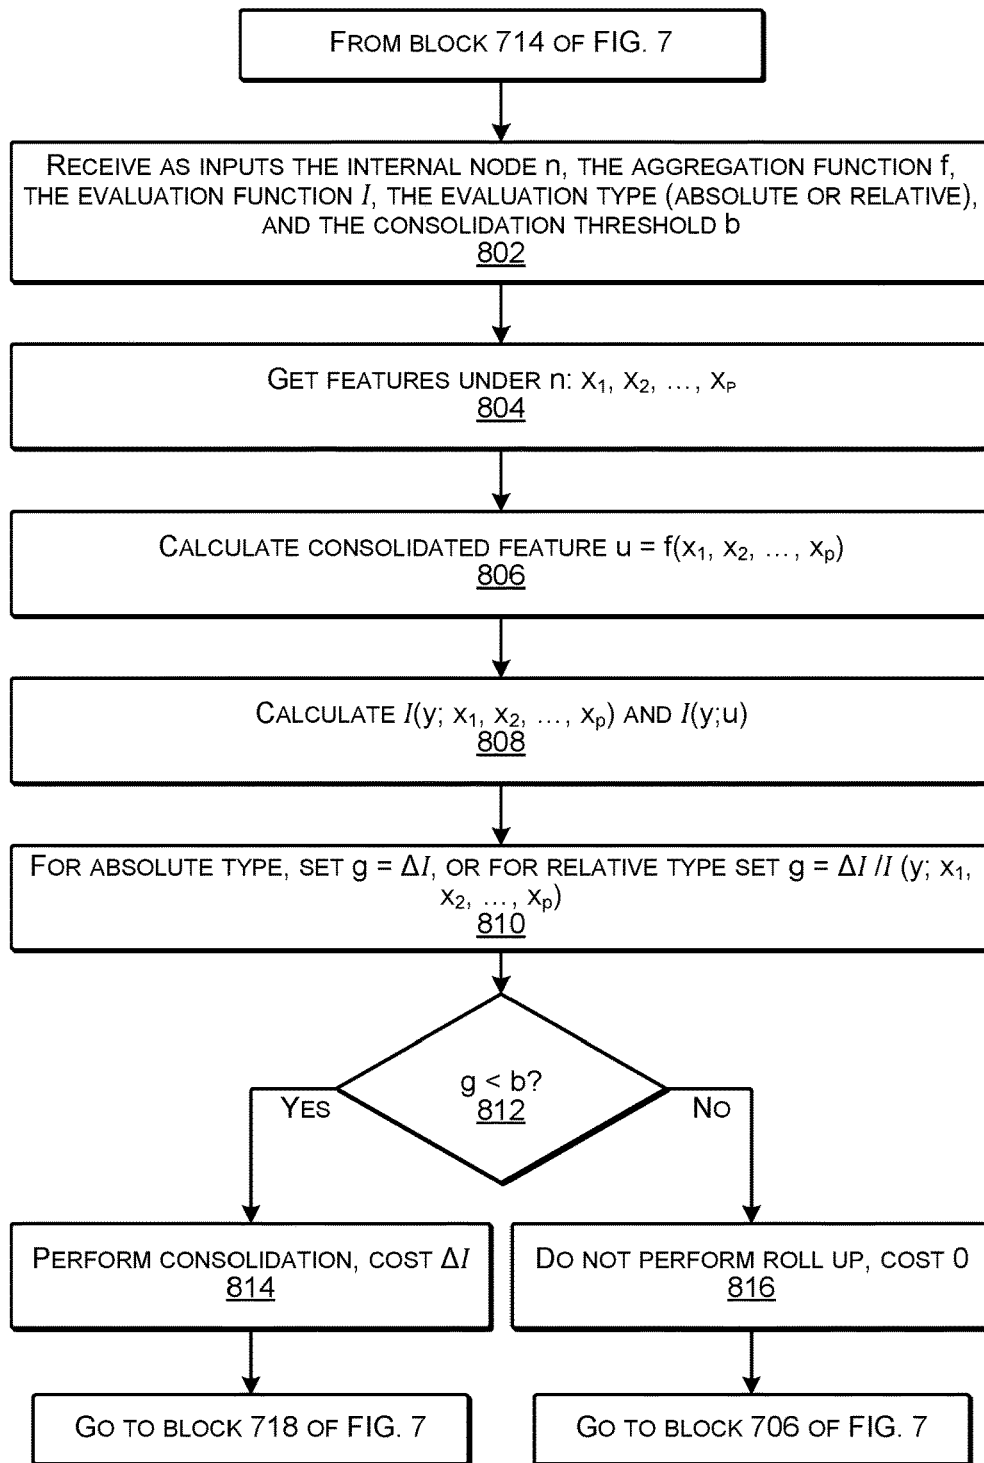 FROM BLOCK 714 OF FIG. 7
RECEIVE AS INPUTS THE INTERNAL NODE n, THE AGGREGATION FUNCTION f,
THE EVALUATION FUNCTION I, THE EVALUATION TYPE (ABSOLUTE OR RELATIVE),
AND THE CONSOLIDATION THRESHOLD b
802
GET FEATURES UNDER n: x₁, x₂, …, xₚ
804
CALCULATE CONSOLIDATED FEATURE u = f(x₁, x₂, …, xₚ)
806
CALCULATE I(y; x₁, x₂, …, xₚ) AND I(y;u)
808
FOR ABSOLUTE TYPE, SET g = ΔI, OR FOR RELATIVE TYPE SET g = ΔI /I (y; x₁,
x₂, …, xₚ)
810
g < b?
812
YES
NO
PERFORM CONSOLIDATION, COST ΔI
814
DO NOT PERFORM ROLL UP, COST 0
816
GO TO BLOCK 718 OF FIG. 7
GO TO BLOCK 706 OF FIG. 7